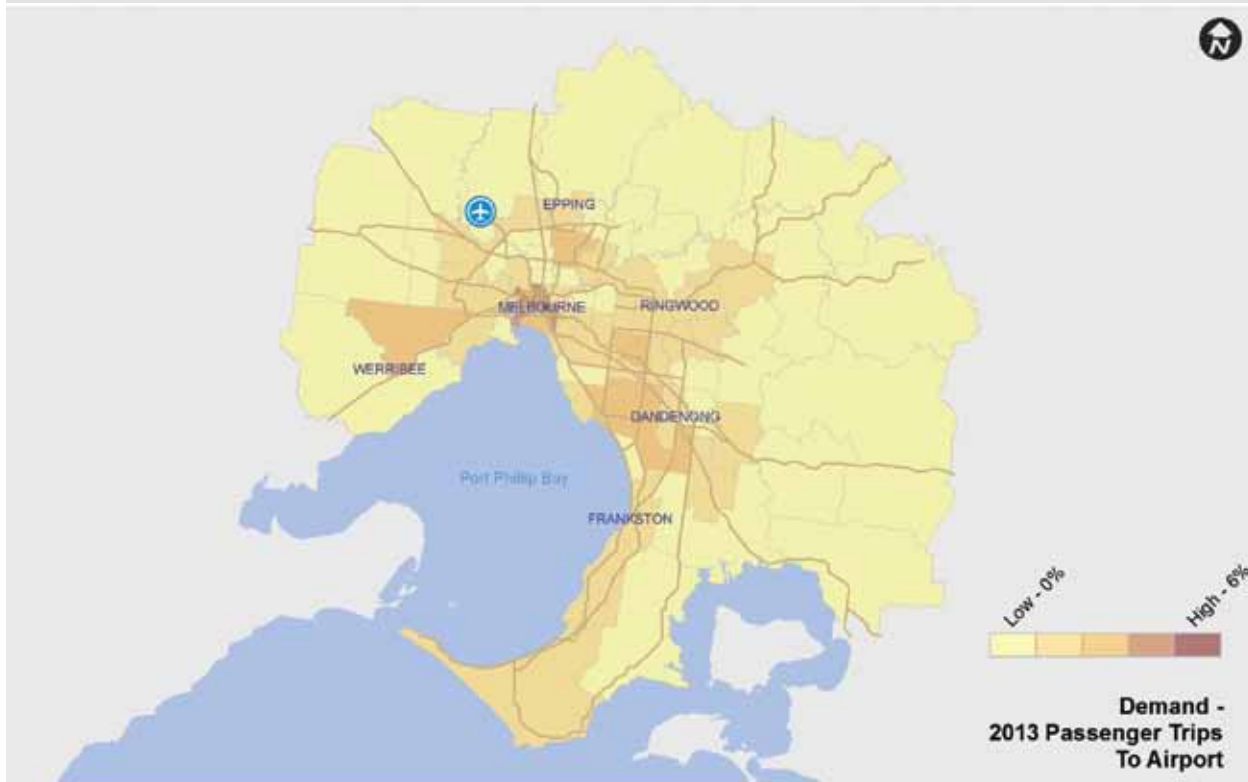 N
EPPING
MELBOURNE
RINGWOOD
WERRIBEE
DANDENONG
Port Phillip Bay
FRANKSTON
Low - 0%
High - 6%
Demand -
2013 Passenger Trips
To Airport